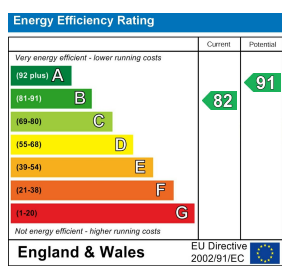 Energy Efficiency Rating
Current Potential
Very energy efficient - lower running costs
(92 plus) A
(81-91) B
(69-80) C
(55-68) D
(39-54) E
(21-38) F
(1-20) G
82
91
Not energy efficient - higher running costs
England & Wales
EU Directive
2002/91/EC